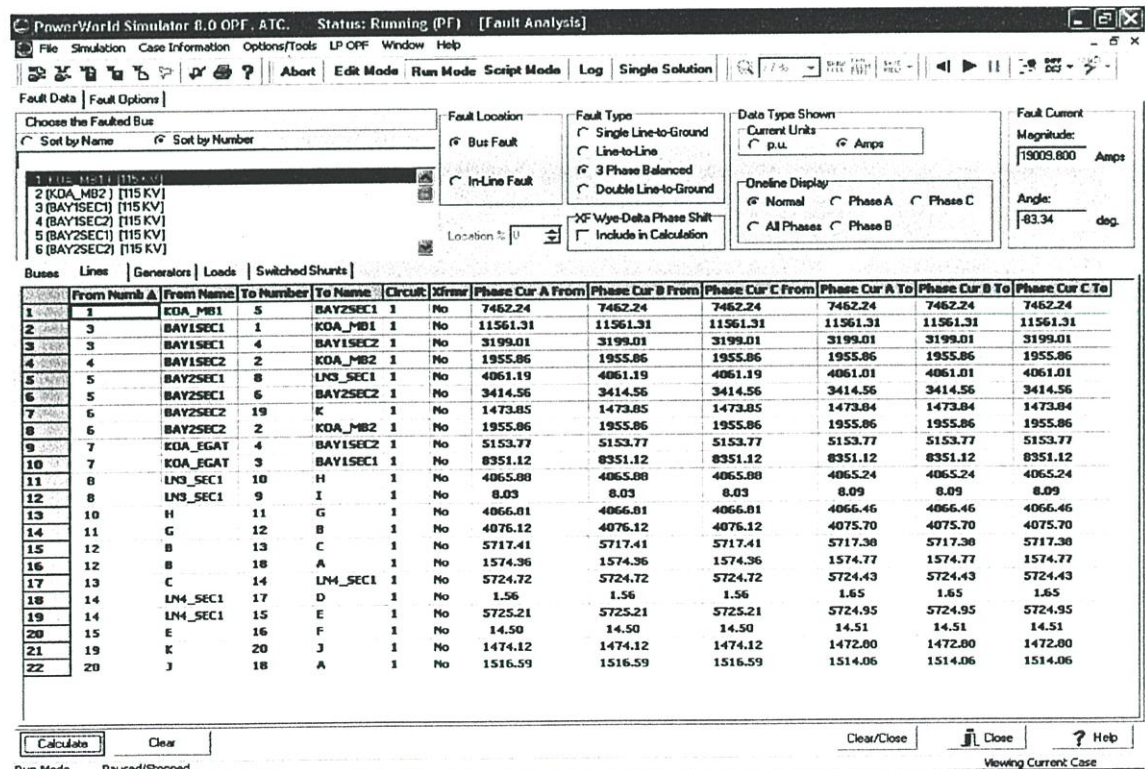 PowerWorld Simulator 8.0 OPF, ATC. Status: Running (PF) [Fault Analysis]
File Simulation Case Information Options/Tools LP OPF Window Help
Abort Edit Mode Run Mode Script Mode Log Single Solution
Fault Data Fault Options
Choose the Faulted Bus
Sort by Name Sort by Number
1 (KOA_MB1) [115 KV]
2 (KOA_MB2) [115 KV]
3 (BAY1SEC1) [115 KV]
4 (BAY1SEC2) [115 KV]
5 (BAY2SEC1) [115 KV]
6 (BAY2SEC2) [115 KV]
Fault Location
Bus Fault
In-Line Fault
Location % 0
Fault Type
Single Line-to-Ground
Line-to-Line
3 Phase Balanced
Double Line-to-Ground
XF Wye-Delta Phase Shift
Include in Calculation
Data Type Shown
Current Units
p.u. Amps
Oneline Display
Normal Phase A Phase C
All Phases Phase B
Fault Current
Magnitude:
19009.800 Amps
Angle:
-83.34 deg.
Buses Lines Generators Loads Switched Shunts
From Numb From Name To Number To Name Circuit Xfrmr Phase Cur A From Phase Cur B From Phase Cur C From Phase Cur A To Phase Cur B To Phase Cur C To
1 1 KOA_MB1 5 BAY2SEC1 1 No 7462.24 7462.24 7462.24 7462.24 7462.24 7462.24
2 3 BAY1SEC1 1 KOA_MB1 1 No 11561.31 11561.31 11561.31 11561.31 11561.31 11561.31
3 3 BAY1SEC1 4 BAY1SEC2 1 No 3199.01 3199.01 3199.01 3199.01 3199.01 3199.01
4 4 BAY1SEC2 2 KOA_MB2 1 No 1955.86 1955.86 1955.86 1955.86 1955.86 1955.86
5 5 BAY2SEC1 8 LN3_SEC1 1 No 4061.19 4061.19 4061.19 4061.01 4061.01 4061.01
6 5 BAY2SEC1 6 BAY2SEC2 1 No 3414.56 3414.56 3414.56 3414.56 3414.56 3414.56
7 6 BAY2SEC2 19 K 1 No 1473.85 1473.85 1473.85 1473.84 1473.84 1473.84
8 6 BAY2SEC2 2 KOA_MB2 1 No 1955.86 1955.86 1955.86 1955.86 1955.86 1955.86
9 7 KOA_EGAT 4 BAY1SEC2 1 No 5153.77 5153.77 5153.77 5153.77 5153.77 5153.77
10 7 KOA_EGAT 3 BAY1SEC1 1 No 8351.12 8351.12 8351.12 8351.12 8351.12 8351.12
11 8 LN3_SEC1 10 H 1 No 4065.88 4065.88 4065.88 4065.24 4065.24 4065.24
12 8 LN3_SEC1 9 I 1 No 8.03 8.03 8.03 8.09 8.09 8.09
13 10 H 11 G 1 No 4066.81 4066.81 4066.81 4066.46 4066.46 4066.46
14 11 G 12 B 1 No 4076.12 4076.12 4076.12 4075.70 4075.70 4075.70
15 12 B 13 C 1 No 5717.41 5717.41 5717.41 5717.38 5717.38 5717.38
16 12 B 18 A 1 No 1574.36 1574.36 1574.36 1574.77 1574.77 1574.77
17 13 C 14 LN4_SEC1 1 No 5724.72 5724.72 5724.72 5724.43 5724.43 5724.43
18 14 LN4_SEC1 17 D 1 No 1.56 1.56 1.56 1.65 1.65 1.65
19 14 LN4_SEC1 15 E 1 No 5725.21 5725.21 5725.21 5724.95 5724.95 5724.95
20 15 E 16 F 1 No 14.50 14.50 14.50 14.51 14.51 14.51
21 19 K 20 J 1 No 1474.12 1474.12 1474.12 1472.80 1472.80 1472.80
22 20 J 18 A 1 No 1516.59 1516.59 1516.59 1514.06 1514.06 1514.06
Calculate Clear Clear/Close Close ? Help
Run Mode Paused/Stopped Viewing Current Case